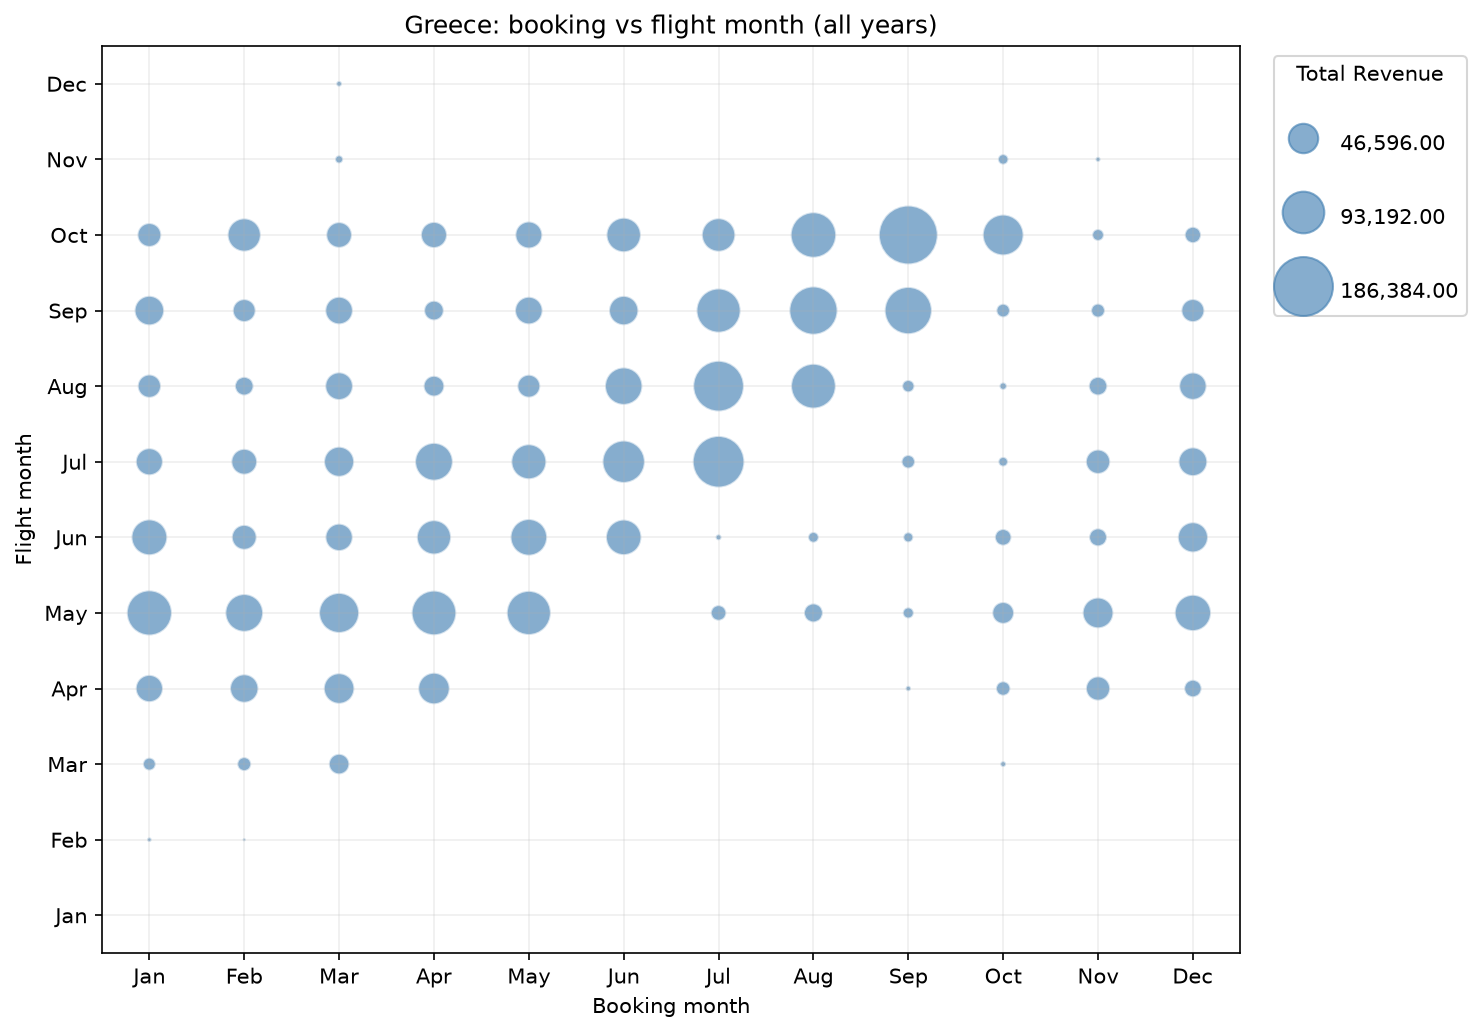 Greece: booking vs flight month (all years)
Total Revenue
46,596.00
93,192.00
186,384.00
Flight month
Dec
Nov
Oct
Sep
Aug
Jul
Jun
May
Apr
Mar
Feb
Jan
Jan Feb Mar Apr May Jun Jul Aug Sep Oct Nov Dec
Booking month